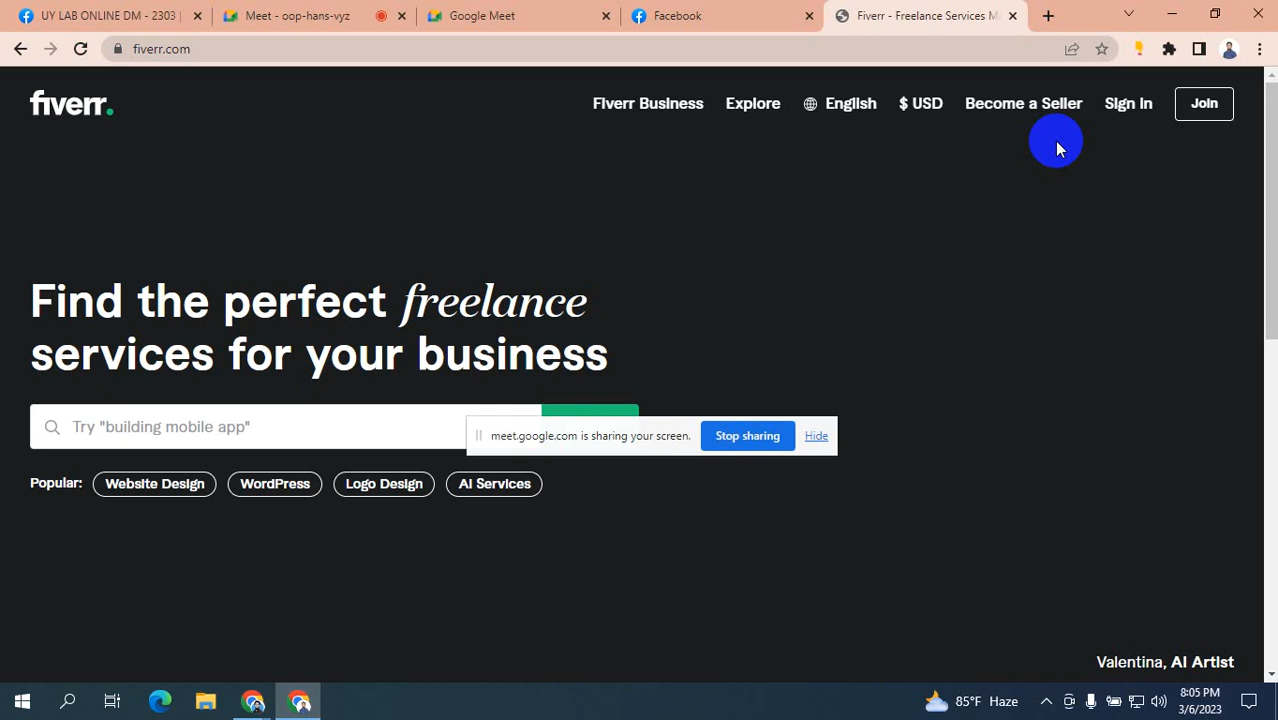 UY LAB ONLINE DM - 2303
Meet - oop-hans-vyz
Google Meet
Facebook
Fiverr - Freelance Services M
fiverr.com
fiverr.
Fiverr Business
Explore
English
$ USD
Become a Seller
Sign in
Join
Find the perfect freelance
services for your business
Try "building mobile app"
meet.google.com is sharing your screen.
Stop sharing
Hide
Popular:
Website Design
WordPress
Logo Design
AI Services
Valentina, AI Artist
85°F Haze
8:05 PM
3/6/2023